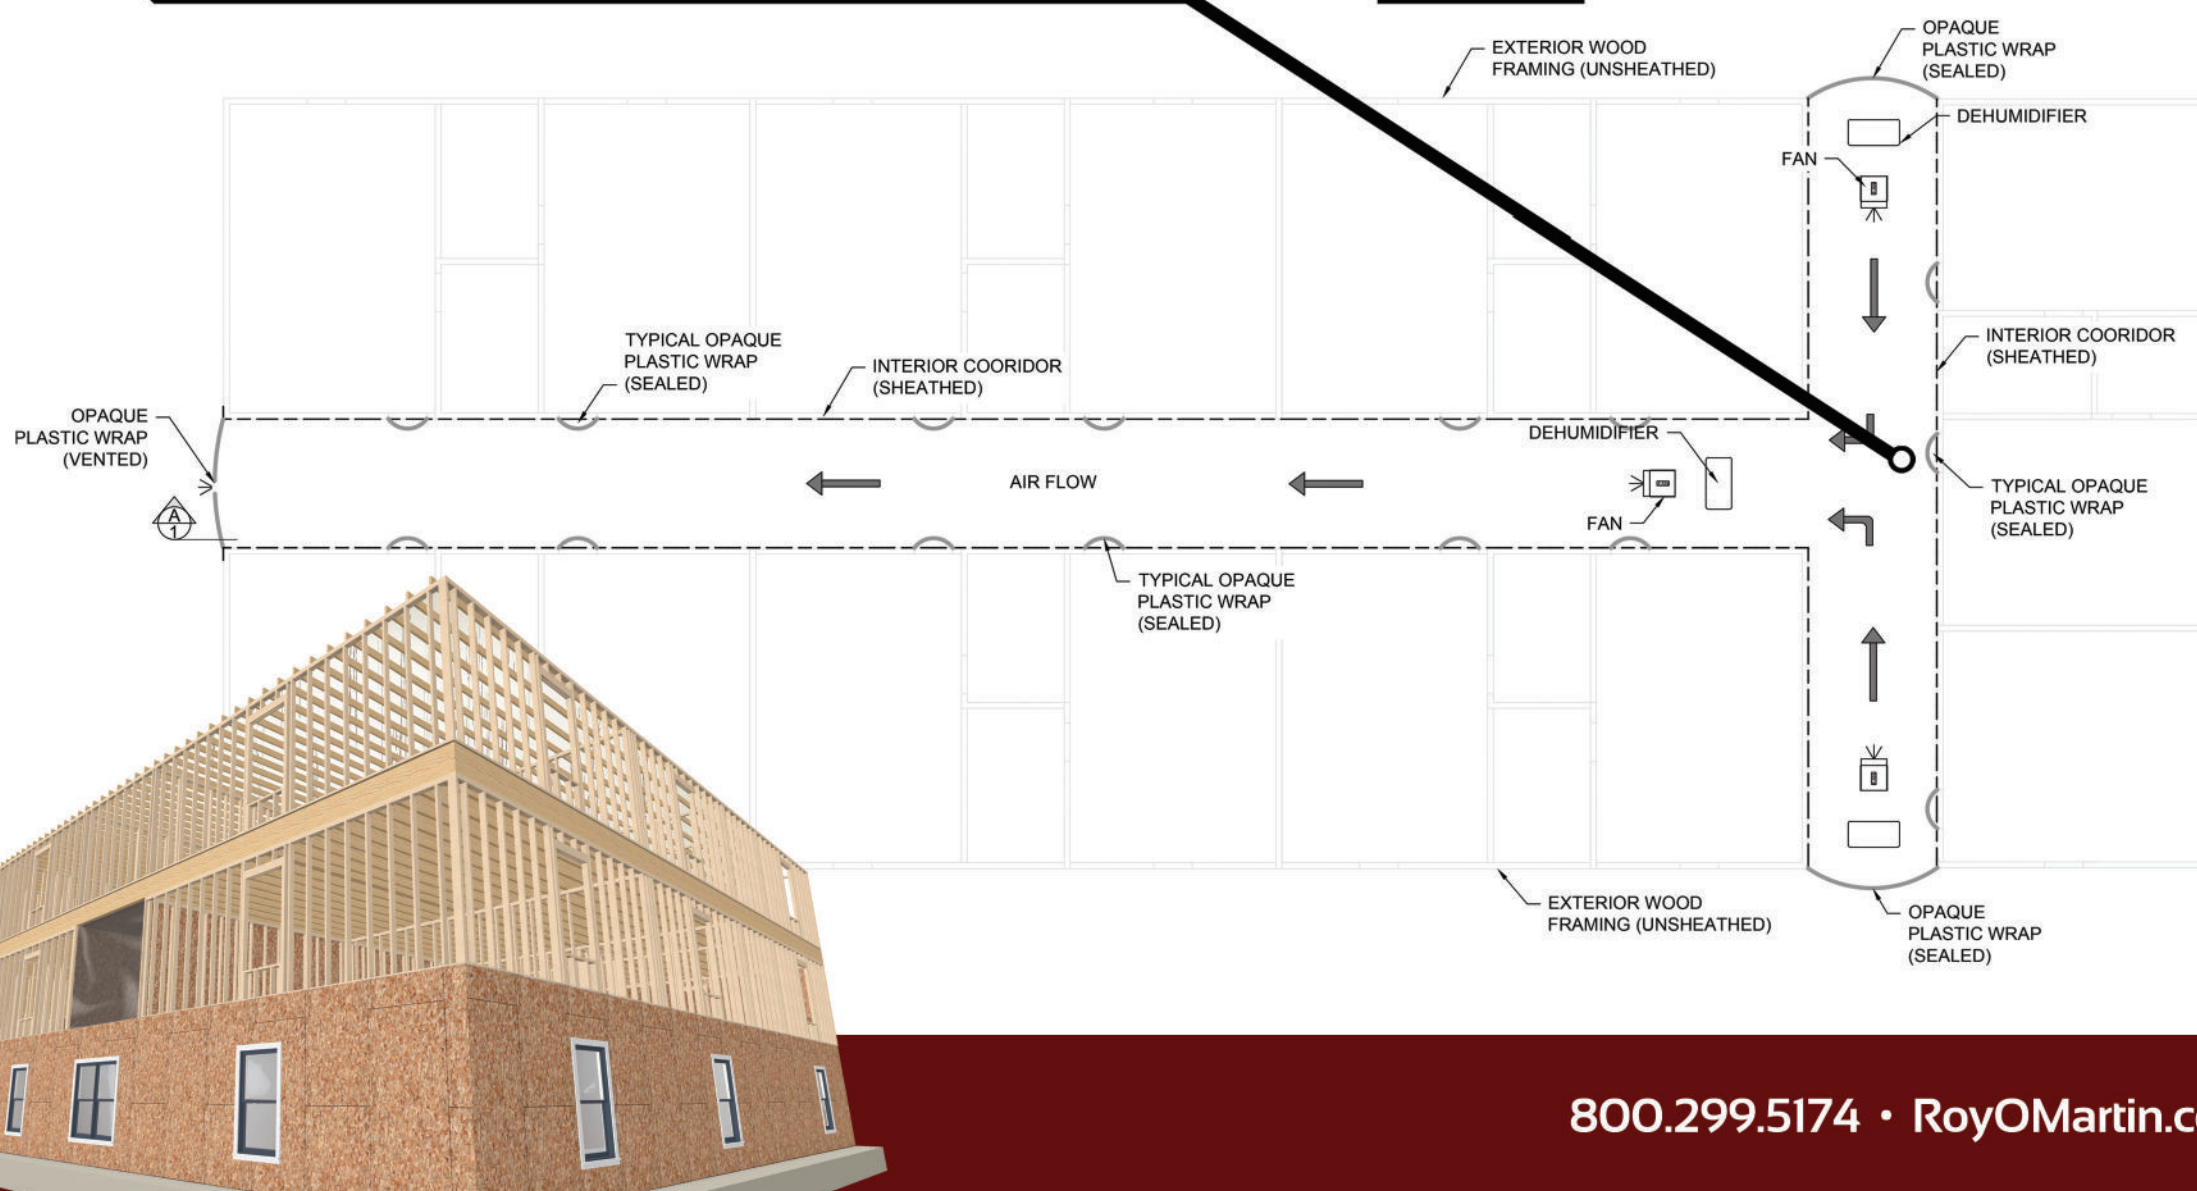 OPAQUE
PLASTIC WRAP
(SEALED)
EXTERIOR WOOD
FRAMING (UNSHEATHED)
DEHUMIDIFIER
FAN
TYPICAL OPAQUE
PLASTIC WRAP
(SEALED)
INTERIOR COORIDOR
(SHEATHED)
INTERIOR COORIDOR
(SHEATHED)
OPAQUE
PLASTIC WRAP
(VENTED)
DEHUMIDIFIER
AIR FLOW
FAN
TYPICAL OPAQUE
PLASTIC WRAP
(SEALED)
A
1
TYPICAL OPAQUE
PLASTIC WRAP
(SEALED)
EXTERIOR WOOD
FRAMING (UNSHEATHED)
OPAQUE
PLASTIC WRAP
(SEALED)
800.299.5174 • RoyOMartin.c